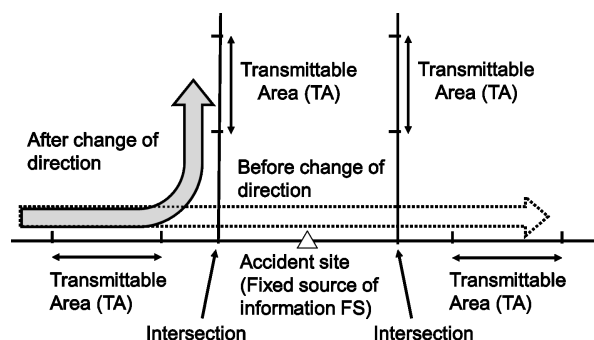 Transmittable
Area (TA)
Transmittable
Area (TA)
After change of
direction
Before change of
direction
Transmittable
Area (TA)
Accident site
(Fixed source of
information FS)
Transmittable
Area (TA)
Intersection
Intersection